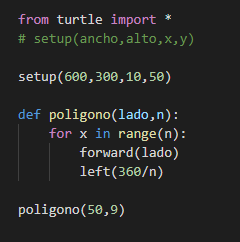 from turtle import *
# setup(ancho,alto,x,y)
setup(600,300,10,50)
def poligono(lado,n):
    for x in range(n):
        forward(lado)
        left(360/n)
poligono(50,9)